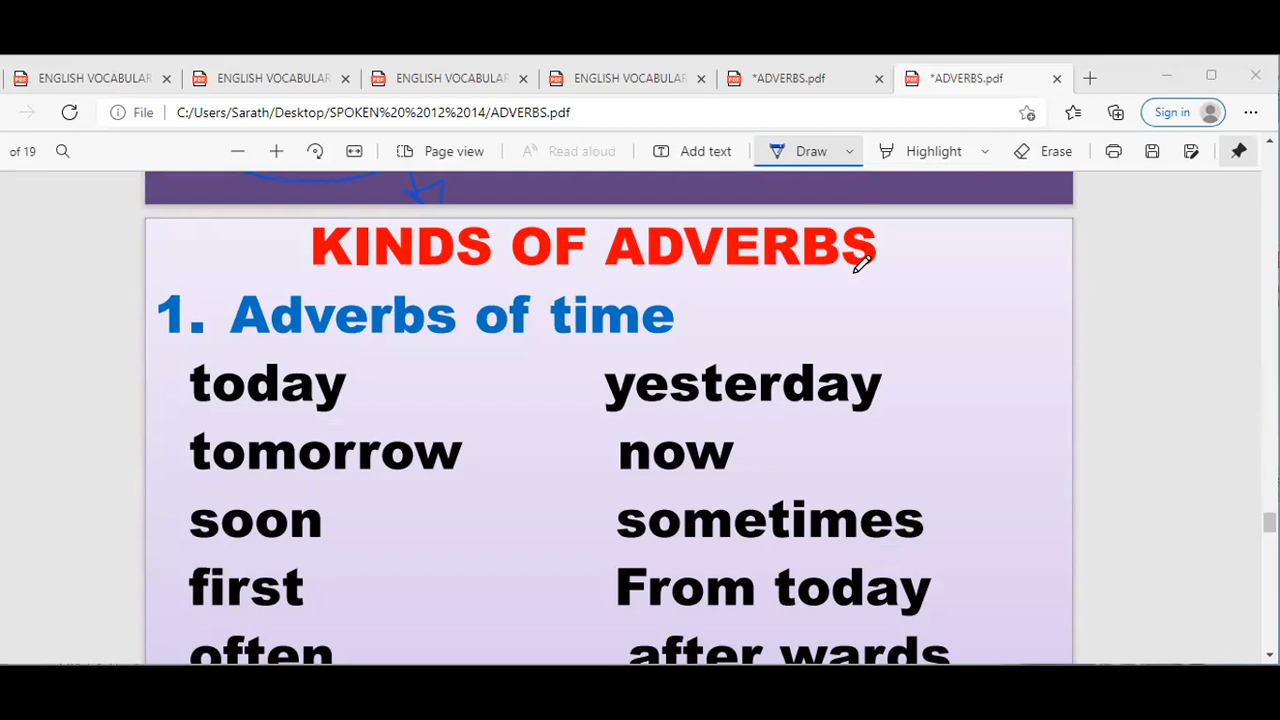 ENGLISH VOCABULAR ENGLISH VOCABULAR ENGLISH VOCABULAR ENGLISH VOCABULAR *ADVERBS.pdf *ADVERBS.pdf
File C:/Users/Sarath/Desktop/SPOKEN%20%2012%2014/ADVERBS.pdf Sign in
of 19 Page view Read aloud Add text Draw Highlight Erase
KINDS OF ADVERBS
1. Adverbs of time
today yesterday
tomorrow now
soon sometimes
first From today
often after wards